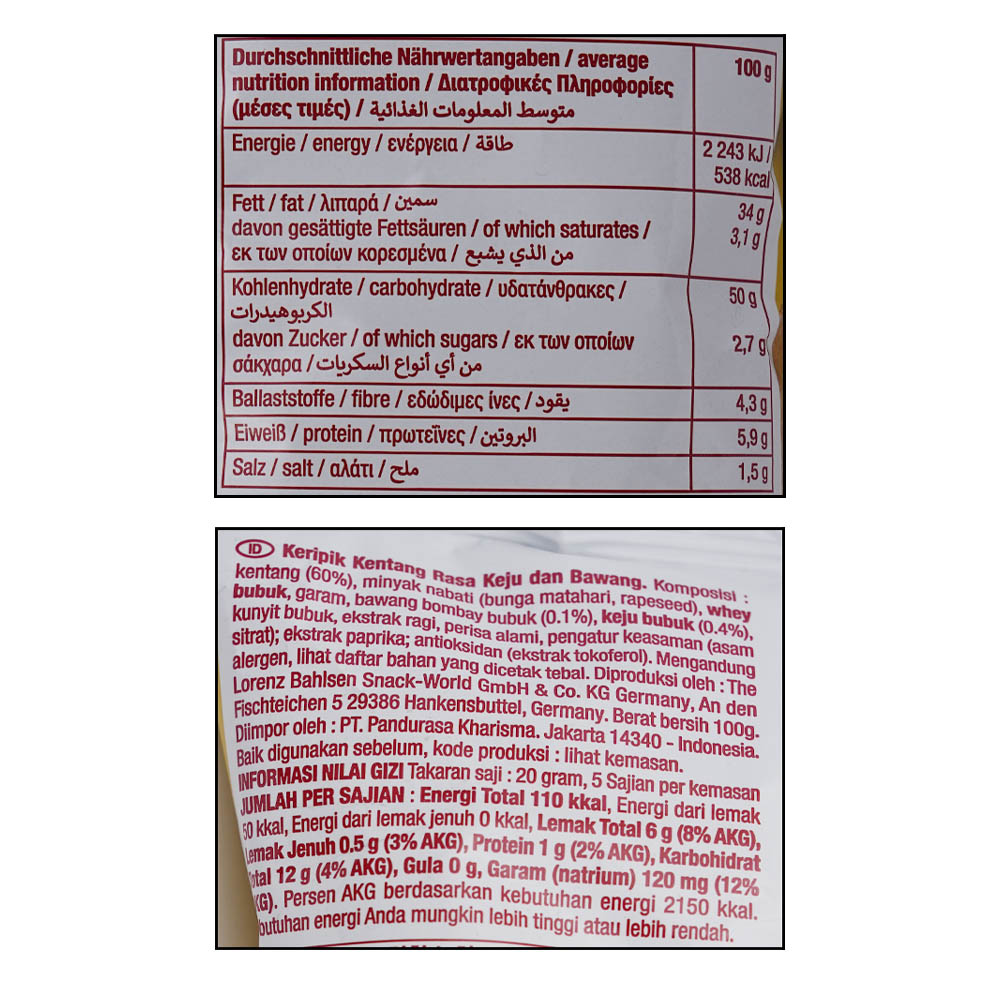 Durchschnittliche Nährwertangaben / average
nutrition information / Διατροφικές Πληροφορίες
(μέσες τιμές) / متوسط المعلومات الغذائية
100 g
Energie / energy / ενέργεια / طاقة
2 243 kJ /
538 kcal
Fett / fat / λιπαρά / سمين
34 g
davon gesättigte Fettsäuren / of which saturates /
3,1 g
εκ των οποίων κορεσμένα / من الذي يشبع
Kohlenhydrate / carbohydrate / υδατάνθρακες /
50 g
الكربوهيدرات
davon Zucker / of which sugars / εκ των οποίων
2,7 g
σάκχαρα / من أي أنواع السكريات
Ballaststoffe / fibre / εδώδιμες ίνες / يقود
4,3 g
Eiweiß / protein / πρωτεΐνες / البروتين
5,9 g
Salz / salt / αλάτι / ملح
1,5 g
ID Keripik Kentang Rasa Keju dan Bawang. Komposisi :
kentang (60%), minyak nabati (bunga matahari, rapeseed), whey
bubuk, garam, bawang bombay bubuk (0.1%), keju bubuk (0.4%),
kunyit bubuk, ekstrak ragi, perisa alami, pengatur keasaman (asam
sitrat); ekstrak paprika; antioksidan (ekstrak tokoferol). Mengandung
alergen, lihat daftar bahan yang dicetak tebal. Diproduksi oleh : The
Lorenz Bahlsen Snack-World GmbH & Co. KG Germany, An den
Fischteichen 5 29386 Hankensbuttel, Germany. Berat bersih 100g.
Diimpor oleh : PT. Pandurasa Kharisma. Jakarta 14340 - Indonesia.
Baik digunakan sebelum, kode produksi : lihat kemasan.
INFORMASI NILAI GIZI Takaran saji : 20 gram, 5 Sajian per kemasan
JUMLAH PER SAJIAN : Energi Total 110 kkal, Energi dari lemak
50 kkal, Energi dari lemak jenuh 0 kkal, Lemak Total 6 g (8% AKG),
Lemak Jenuh 0.5 g (3% AKG), Protein 1 g (2% AKG), Karbohidrat
Total 12 g (4% AKG), Gula 0 g, Garam (natrium) 120 mg (12%
AKG). Persen AKG berdasarkan kebutuhan energi 2150 kkal.
butuhan energi Anda mungkin lebih tinggi atau lebih rendah.